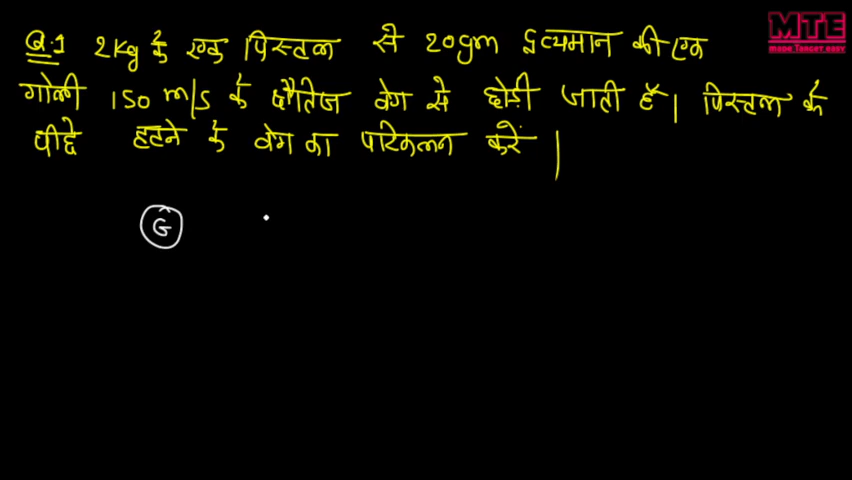 MTE
made Target easy
Q.1 2kg के एक पिस्तल से 20gm द्रव्यमान की एक
गोली 150 m/s के क्षैतिज वेग से छोड़ी जाती है| पिस्तल के
पीछे हटने के वेग का परिकलन करें|
G